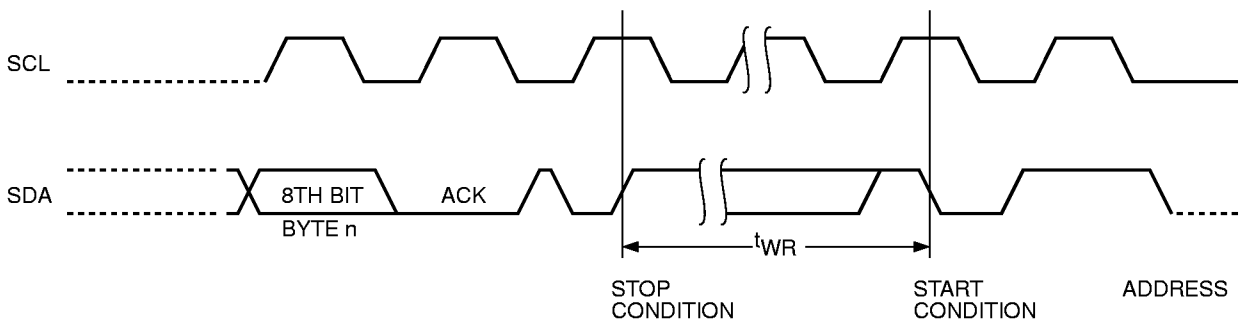 SCL
SDA
8TH BIT
ACK
BYTE n
tWR
STOP
CONDITION
START
CONDITION
ADDRESS